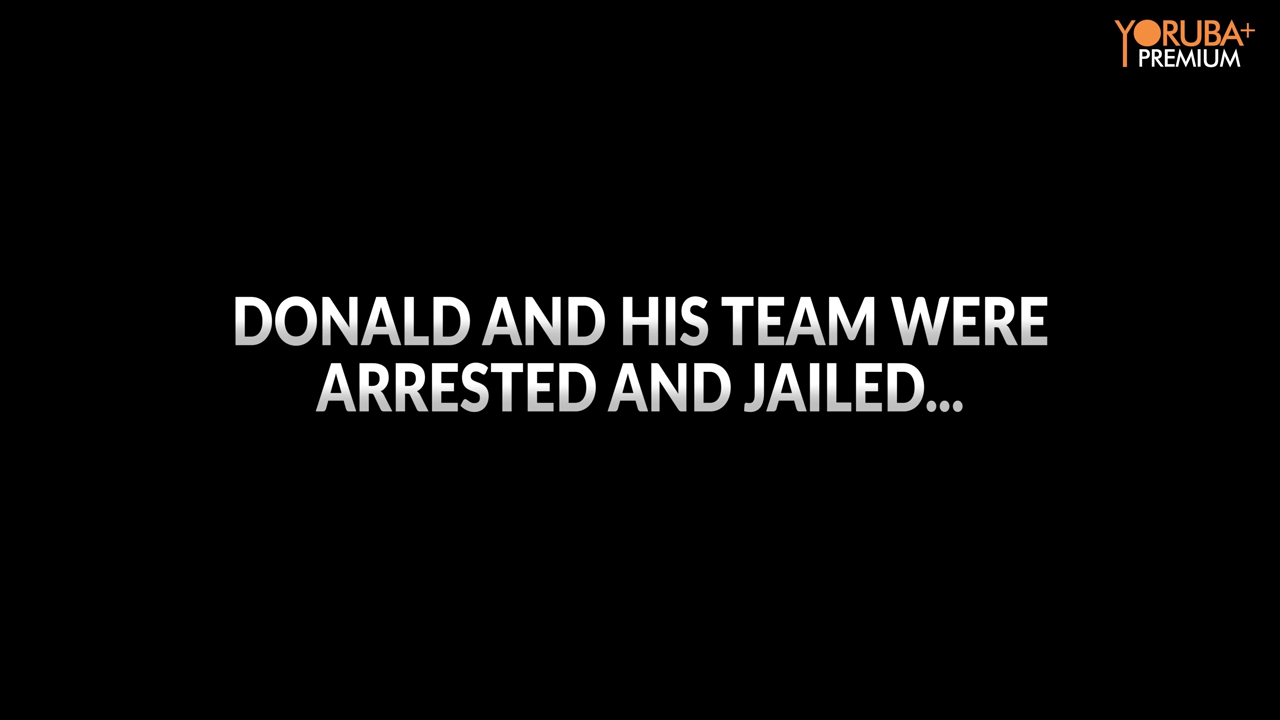 YORUBA+
PREMIUM
DONALD AND HIS TEAM WERE
ARRESTED AND JAILED...